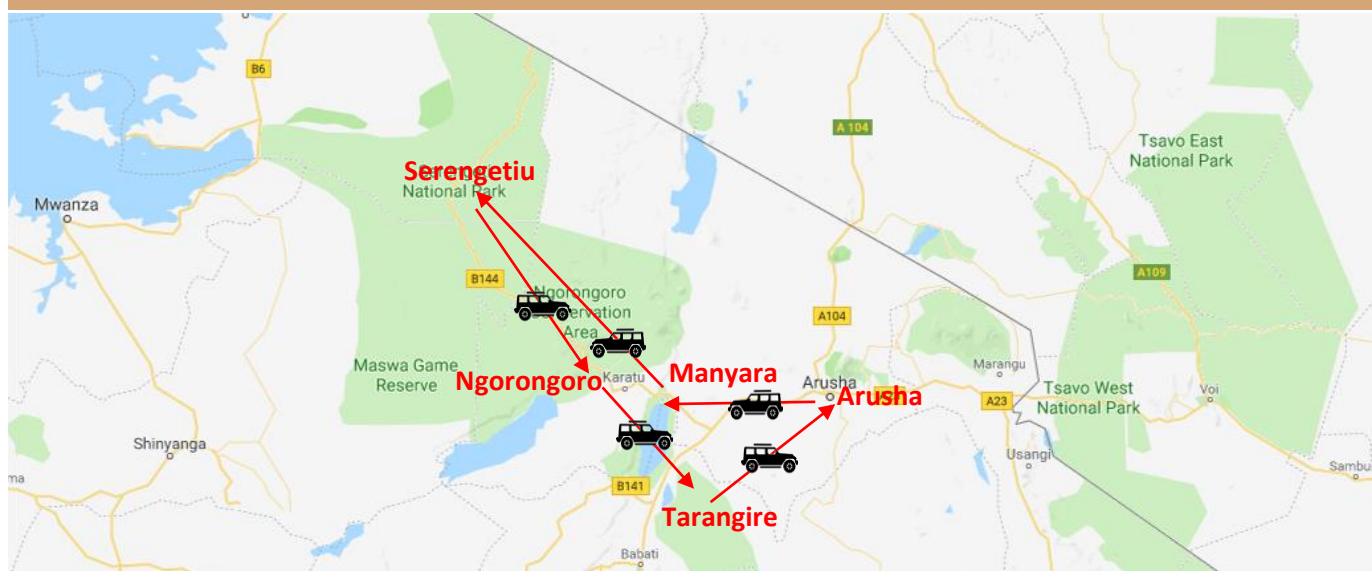 B6
A 104
Tsavo East
National Park
Serengetiu
National Park
Mwanza
B144
A109
Ngorongoro
Conservation
Area
A104
Maswa Game
Reserve
Ngorongoro
Karatu
Manyara
Arusha
Arusha
Marangu
A23
Tsavo West
National Park
Voi
Shinyanga
Usangi
Sambu
ma
B141
Tarangire
Babati